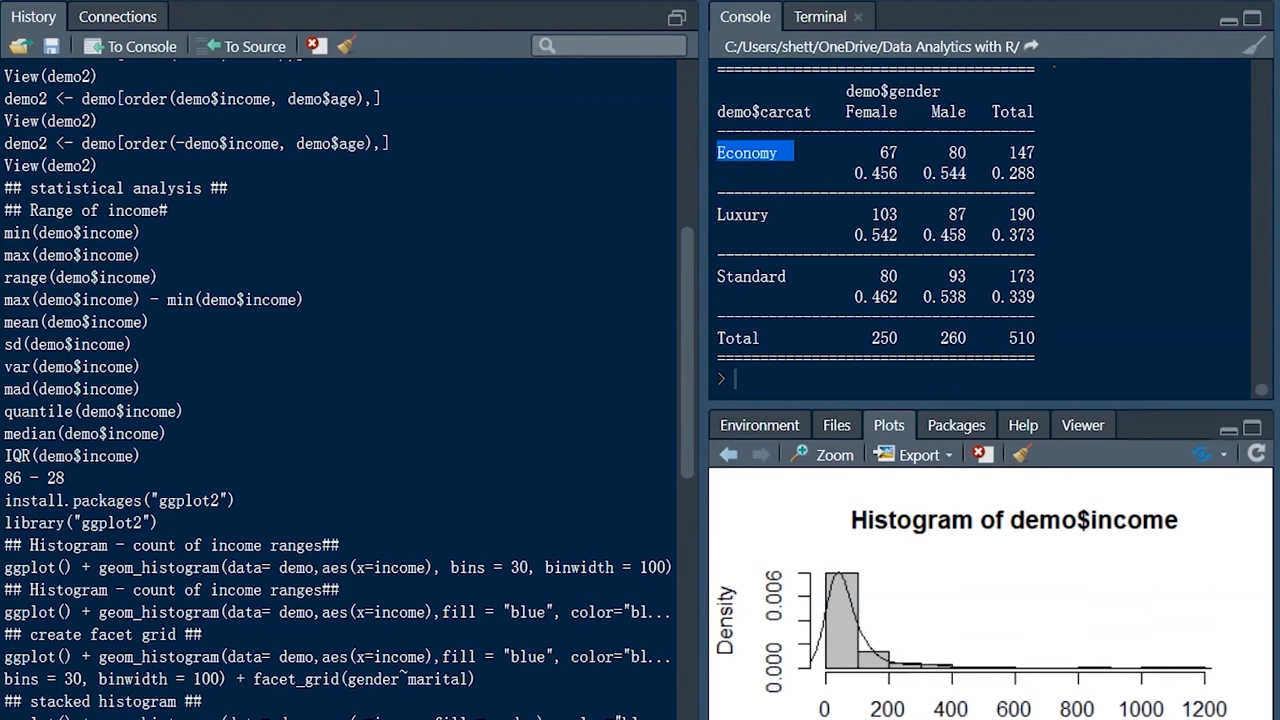 History Connections
To Console To Source
View(demo2)
demo2 <- demo[order(demo$income, demo$age),]
View(demo2)
demo2 <- demo[order(-demo$income, demo$age),]
View(demo2)
## statistical analysis ##
## Range of income#
min(demo$income)
max(demo$income)
range(demo$income)
max(demo$income) - min(demo$income)
mean(demo$income)
sd(demo$income)
var(demo$income)
mad(demo$income)
quantile(demo$income)
median(demo$income)
IQR(demo$income)
86 - 28
install.packages("ggplot2")
library("ggplot2")
## Histogram - count of income ranges##
ggplot() + geom_histogram(data= demo,aes(x=income), bins = 30, binwidth = 100)
## Histogram - count of income ranges##
ggplot() + geom_histogram(data= demo,aes(x=income),fill = "blue", color="bl...
## create facet grid ##
ggplot() + geom_histogram(data= demo,aes(x=income),fill = "blue", color="bl...
bins = 30, binwidth = 100) + facet_grid(gender~marital)
## stacked histogram ##
Console Terminal
C:/Users/shett/OneDrive/Data Analytics with R/
=====================================
demo$gender
demo$carcat Female Male Total
-------------------------------------
Economy 67 80 147
0.456 0.544 0.288
-------------------------------------
Luxury 103 87 190
0.542 0.458 0.373
-------------------------------------
Standard 80 93 173
0.462 0.538 0.339
-------------------------------------
Total 250 260 510
=====================================
>
Environment Files Plots Packages Help Viewer
Zoom Export
Histogram of demo$income
Density
0.006
0.000
0 200 400 600 800 1000 1200